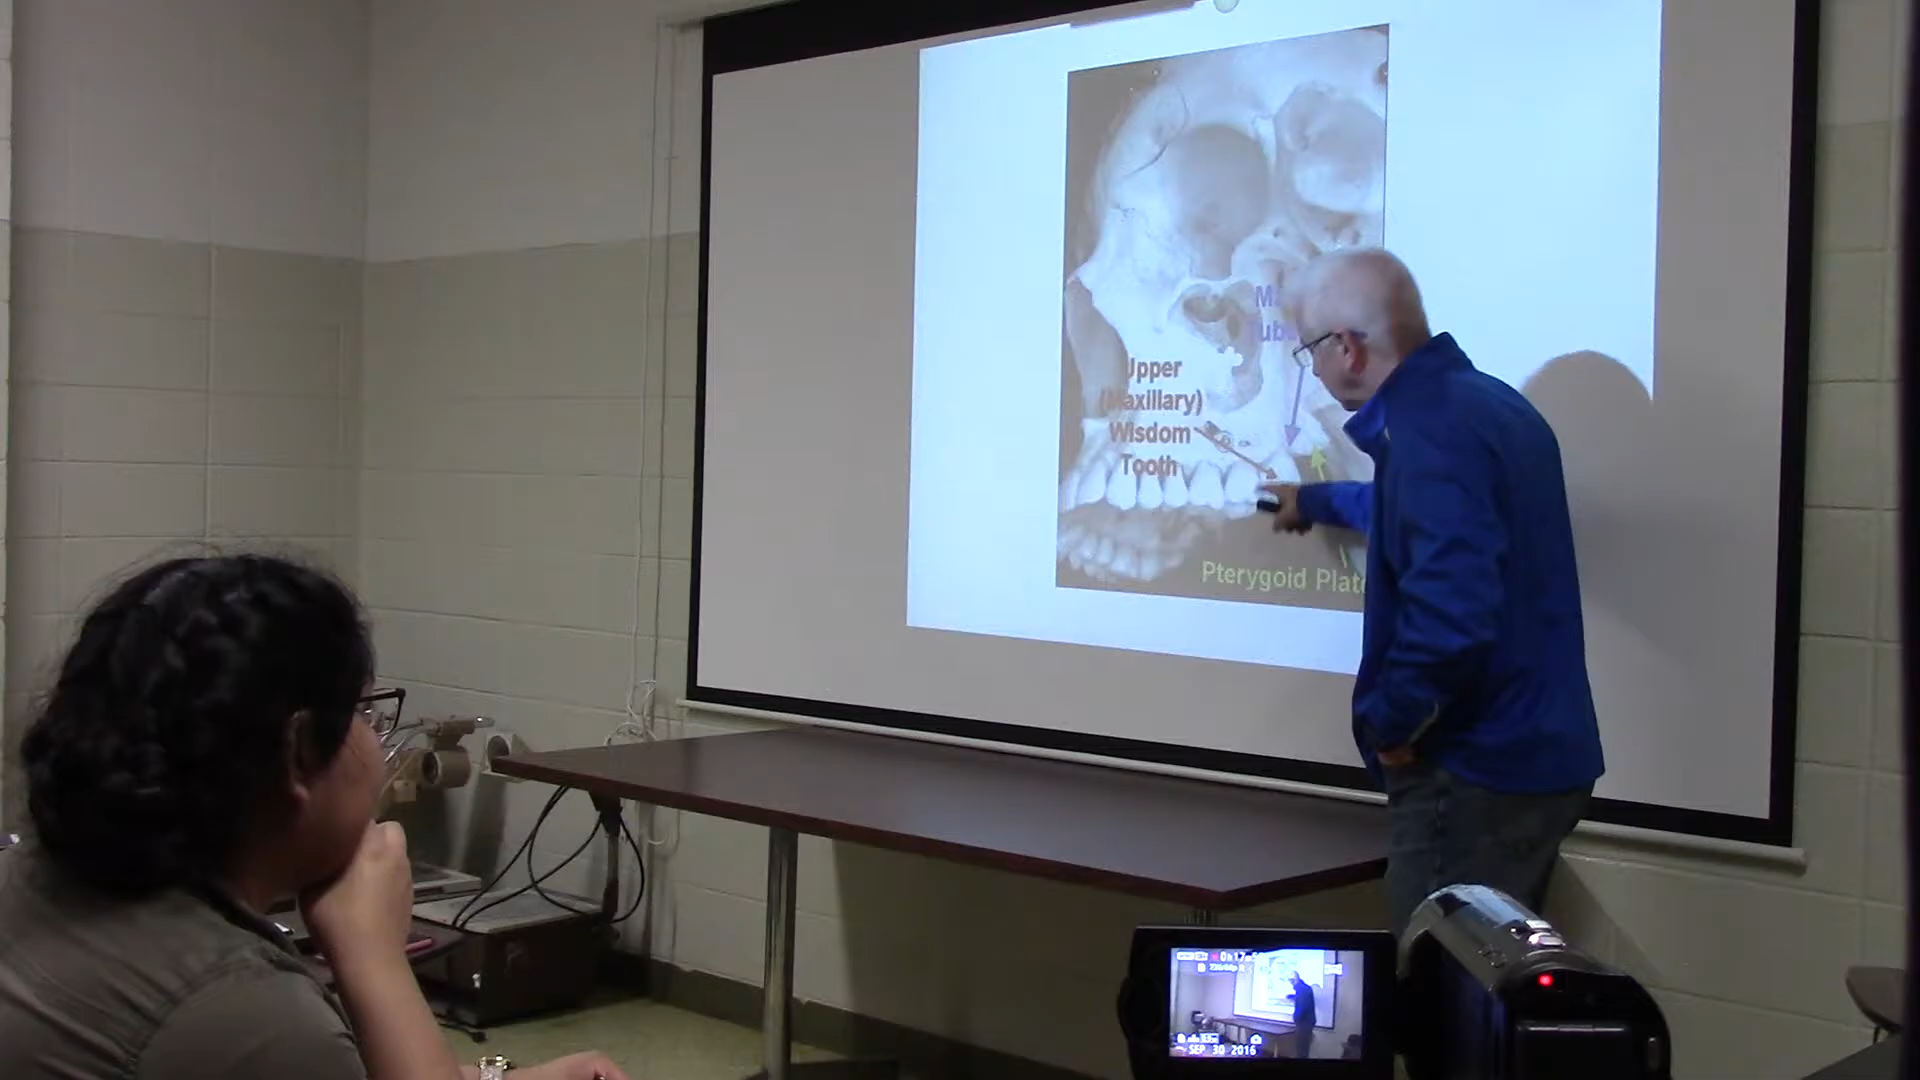 Upper
(Maxillary)
Wisdom
Tooth
Pterygoid Plate
SEP 30 2016